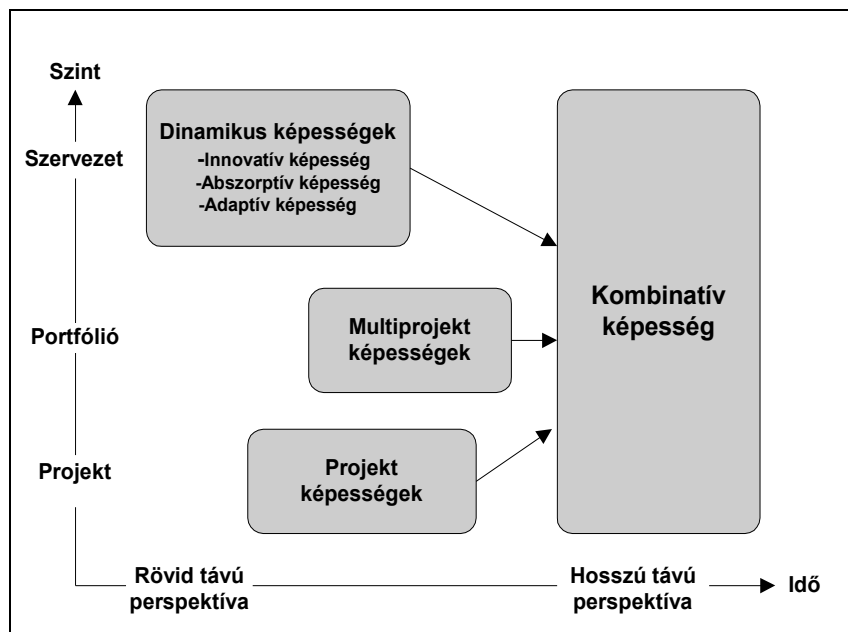 Szint
Szervezet
Dinamikus képességek
-Innovatív képesség
-Abszorptív képesség
-Adaptív képesség
Kombinatív
képesség
Portfólió
Multiprojekt
képességek
Projekt
Projekt
képességek
Rövid távú
perspektíva
Hosszú távú
perspektíva
Idő